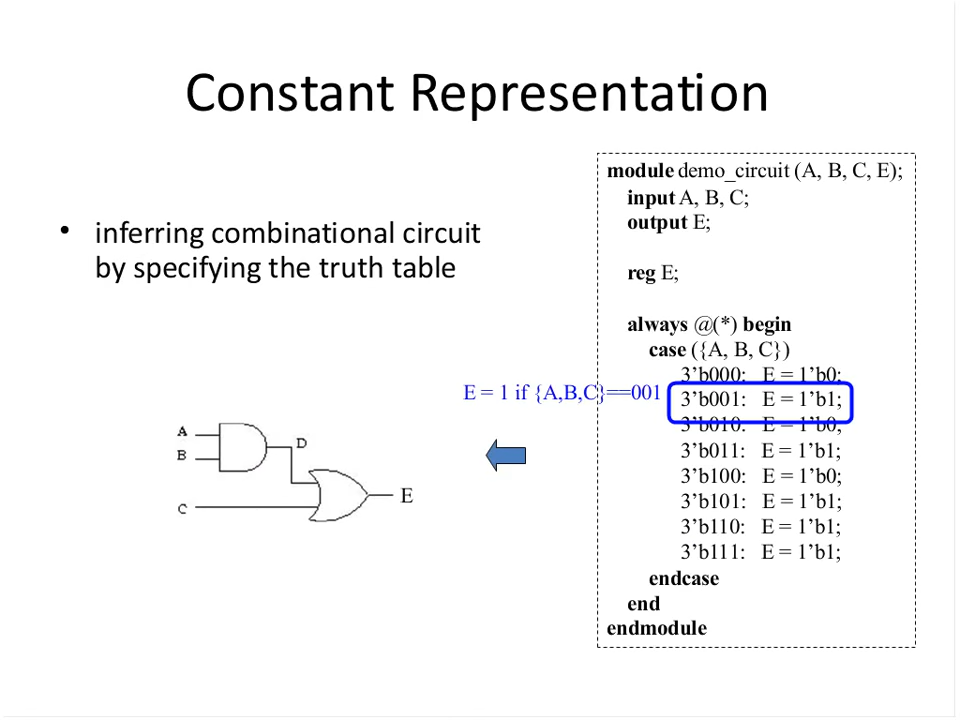 Constant Representation
• inferring combinational circuit
by specifying the truth table
E = 1 if {A,B,C}==001
A
B
D
C
E
module demo_circuit (A, B, C, E);
input A, B, C;
output E;
reg E;
always @(*) begin
case ({A, B, C})
3’b000: E = 1’b0;
3’b001: E = 1’b1;
3’b010: E = 1’b0;
3’b011: E = 1’b1;
3’b100: E = 1’b0;
3’b101: E = 1’b1;
3’b110: E = 1’b1;
3’b111: E = 1’b1;
endcase
end
endmodule